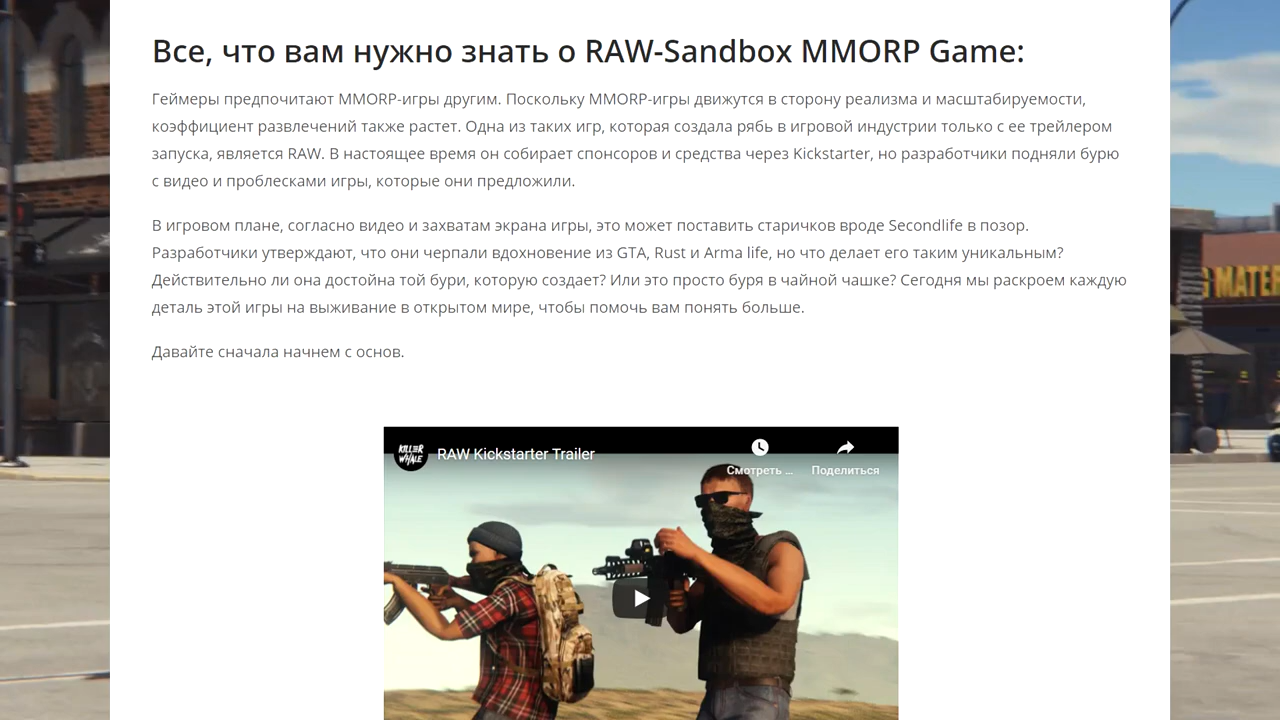 Все, что вам нужно знать о RAW-Sandbox MMORP Game:
Геймеры предпочитают MMORP-игры другим. Поскольку MMORP-игры движутся в сторону реализма и масштабируемости,
коэффициент развлечений также растет. Одна из таких игр, которая создала рябь в игровой индустрии только с ее трейлером
запуска, является RAW. В настоящее время он собирает спонсоров и средства через Kickstarter, но разработчики подняли бурю
с видео и проблесками игры, которые они предложили.
В игровом плане, согласно видео и захватам экрана игры, это может поставить старичков вроде Secondlife в позор.
Разработчики утверждают, что они черпали вдохновение из GTA, Rust и Arma life, но что делает его таким уникальным?
Действительно ли она достойна той бури, которую создает? Или это просто буря в чайной чашке? Сегодня мы раскроем каждую
деталь этой игры на выживание в открытом мире, чтобы помочь вам понять больше.
Давайте сначала начнем с основ.
KILLER WHALE
RAW Kickstarter Trailer
Смотреть ...
Поделиться
G MATER